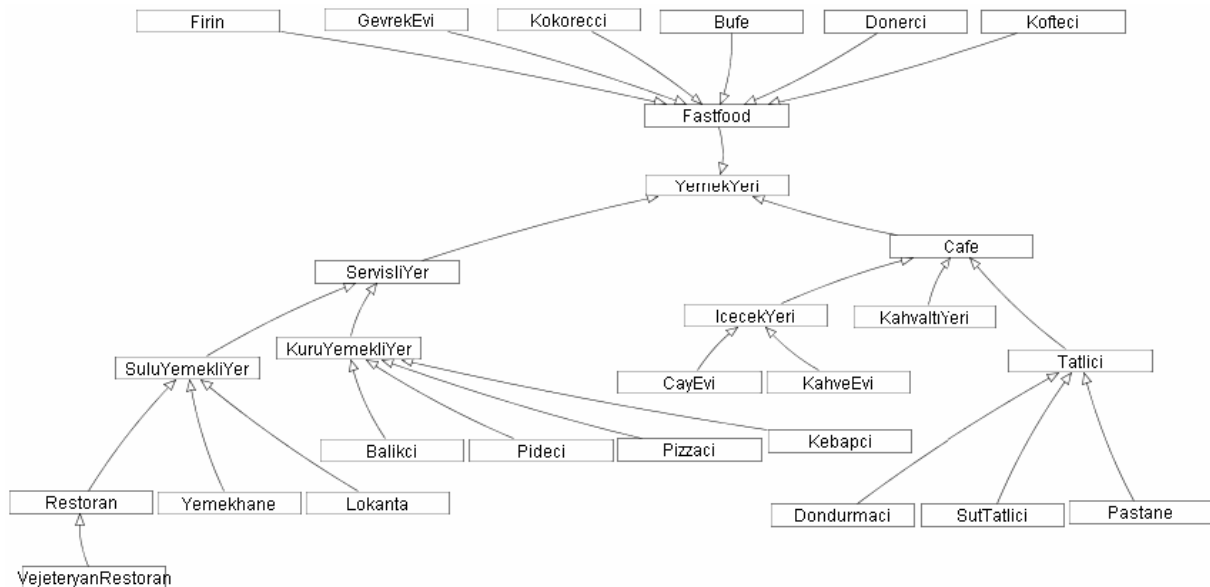 Firin
GevrekEvi
Kokorecci
Bufe
Donerci
Kofteci
Fastfood
YemekYeri
Cafe
ServisliYer
IcecekYeri
KahvaltıYeri
KuruYemekliYer
SuluYemekliYer
Tatlici
CayEvi
KahveEvi
Balikci
Pideci
Pizzaci
Kebapci
Restoran
Yemekhane
Lokanta
Dondurmaci
SutTatlici
Pastane
VejeteryanRestoran